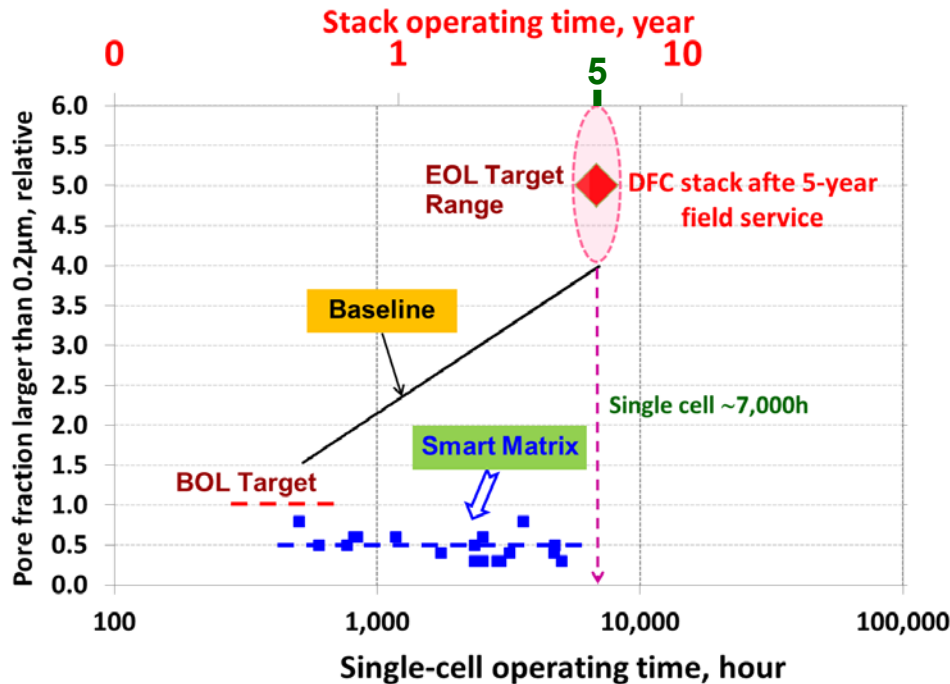 Stack operating time, year
0
1
10
5
Pore fraction larger than 0.2µm, relative
6.0
5.5
5.0
4.5
4.0
3.5
3.0
2.5
2.0
1.5
1.0
0.5
0.0
EOL Target
Range
DFC stack afte 5-year
field service
Baseline
Single cell ~7,000h
Smart Matrix
BOL Target
100
1,000
10,000
100,000
Single-cell operating time, hour